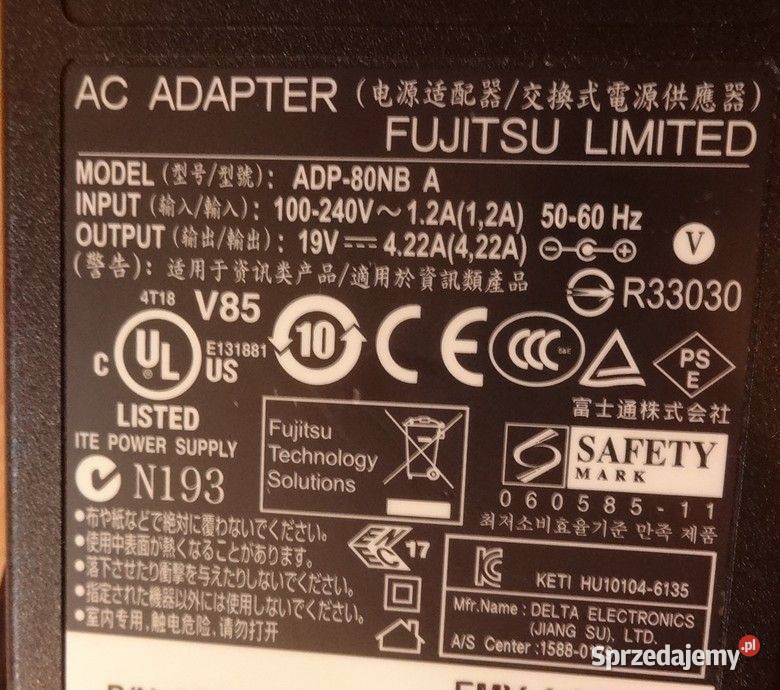 AC ADAPTER (电源适配器/交換式電源供應器)
FUJITSU LIMITED
MODEL (型号/型號): ADP-80NB A
INPUT (输入/輸入): 100-240V～1.2A(1,2A) 50-60 Hz
OUTPUT (输出/輸出): 19V⎓4.22A(4,22A)
V
(警告): 适用于资讯类产品/適用於資訊類產品
R33030
4T18 V85
C UL US
E131881
LISTED
ITE POWER SUPPLY
10
CE
CCC
S&E
PS
E
富士通株式会社
N193
Fujitsu
Technology
Solutions
SAFETY
MARK
060585-11
최저소비효율기준 만족 제품
•布や紙などで絶対に覆わないでください。
•使用中表面が熱くなることがあります。
•落下させたり衝撃を与えたりしないでください。
•指定された機器以外には使用しないでください。
•室内专用,触电危险,请勿打开
17
KETI HU10104-6135
Mfr.Name : DELTA ELECTRONICS
(JIANG SU), LTD.
A/S Center :1588-0
Sprzedajemy.pl